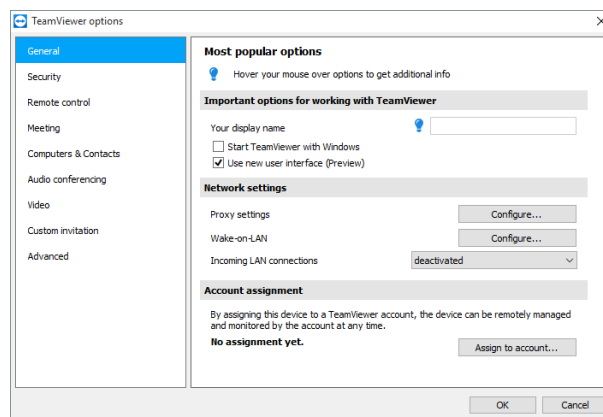 TeamViewer options
General
Security
Remote control
Meeting
Computers & Contacts
Audio conferencing
Video
Custom invitation
Advanced
Most popular options
Hover your mouse over options to get additional info
Important options for working with TeamViewer
Your display name
Start TeamViewer with Windows
Use new user interface (Preview)
Network settings
Proxy settings
Configure...
Wake-on-LAN
Configure...
Incoming LAN connections
deactivated
Account assignment
By assigning this device to a TeamViewer account, the device can be remotely managed
and monitored by the account at any time.
No assignment yet.
Assign to account...
OK
Cancel